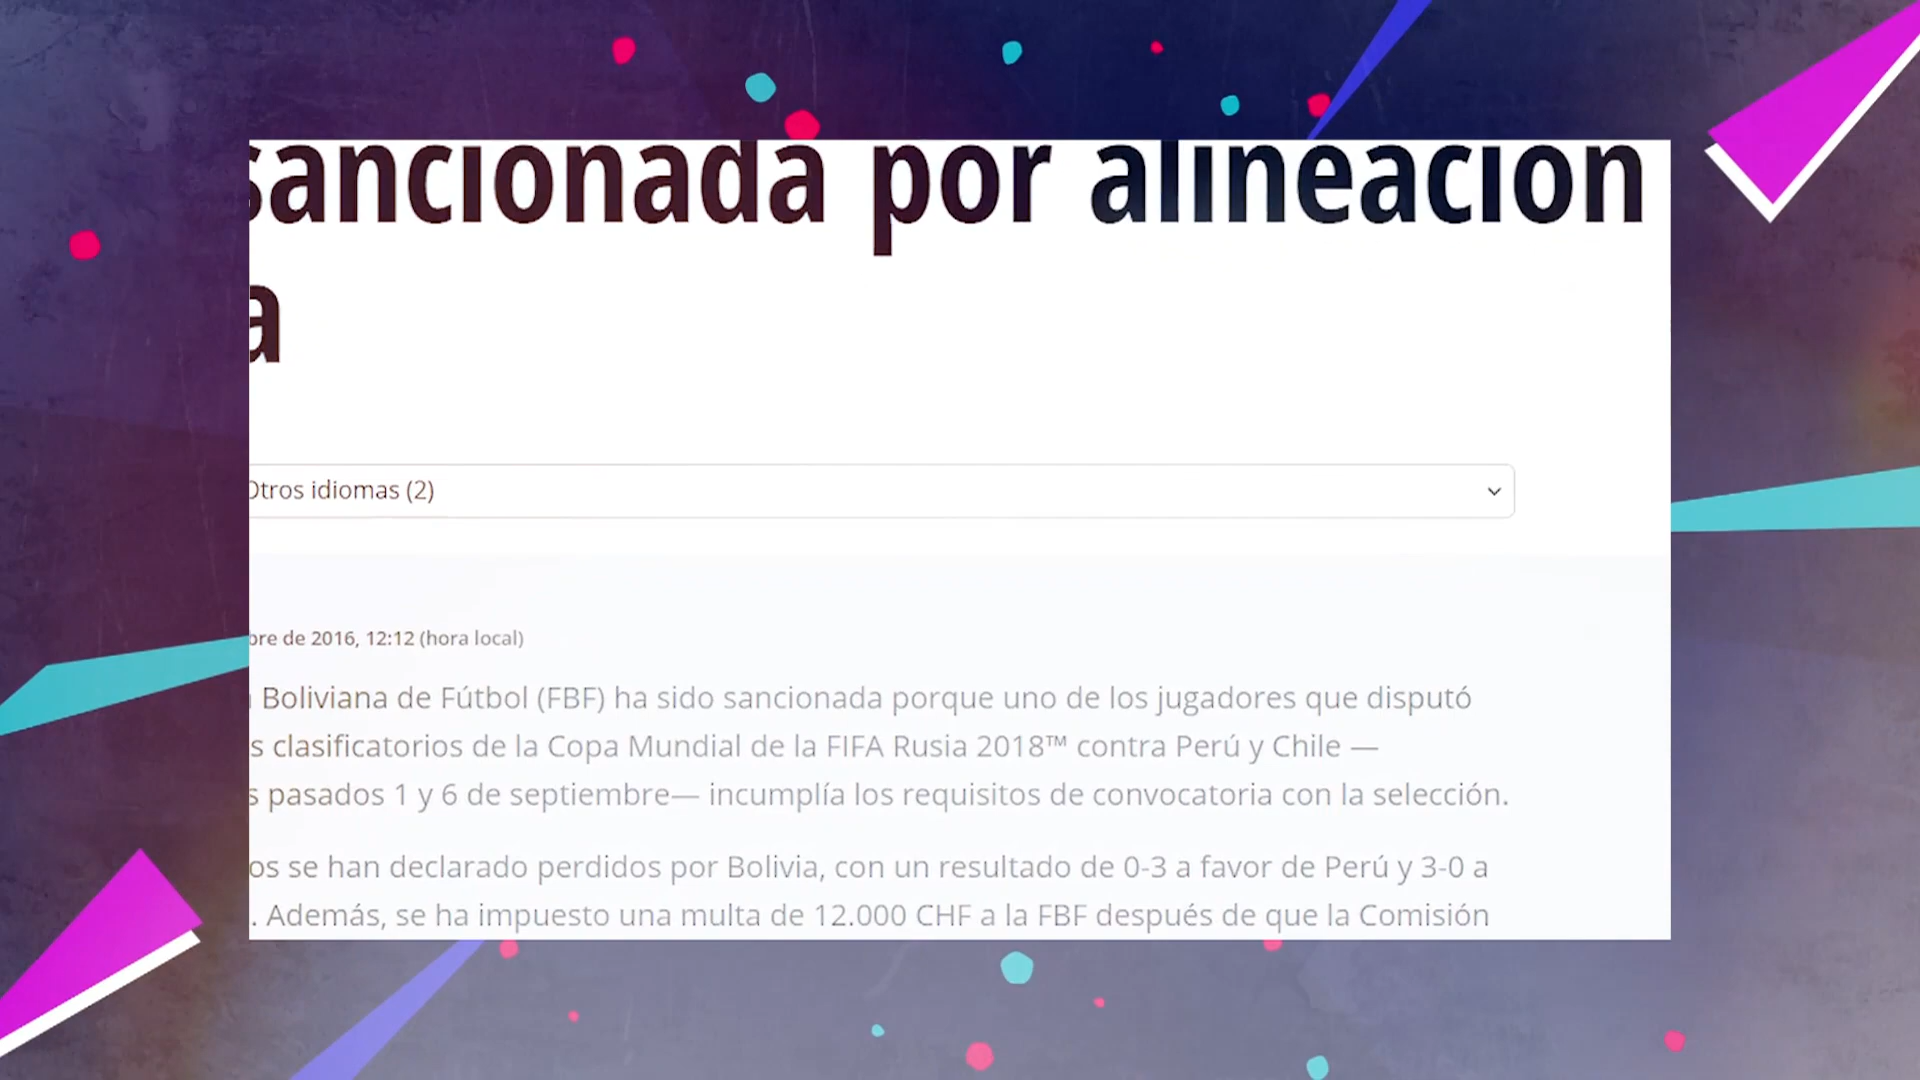 sancionada por alineación
a
Otros idiomas (2)
bre de 2016, 12:12 (hora local)
Boliviana de Fútbol (FBF) ha sido sancionada porque uno de los jugadores que disputó
s clasificatorios de la Copa Mundial de la FIFA Rusia 2018™ contra Perú y Chile —
s pasados 1 y 6 de septiembre— incumplía los requisitos de convocatoria con la selección.
os se han declarado perdidos por Bolivia, con un resultado de 0-3 a favor de Perú y 3-0 a
. Además, se ha impuesto una multa de 12.000 CHF a la FBF después de que la Comisión